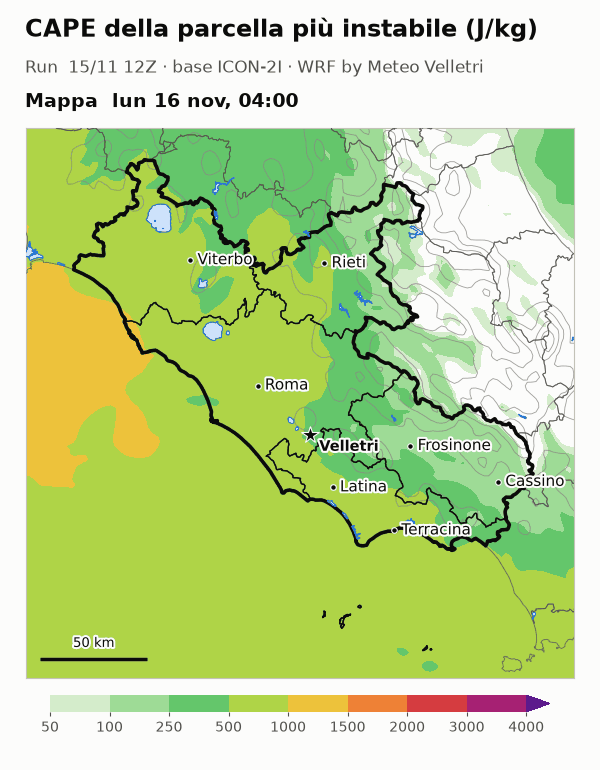 CAPE della parcella più instabile (J/kg)
Run  15/11 12Z · base ICON-2I · WRF by Meteo Velletri
Mappa  lun 16 nov, 04:00
Viterbo
Rieti
Roma
Velletri
Frosinone
Cassino
Latina
Terracina
50 km
50 100 250 500 1000 1500 2000 3000 4000